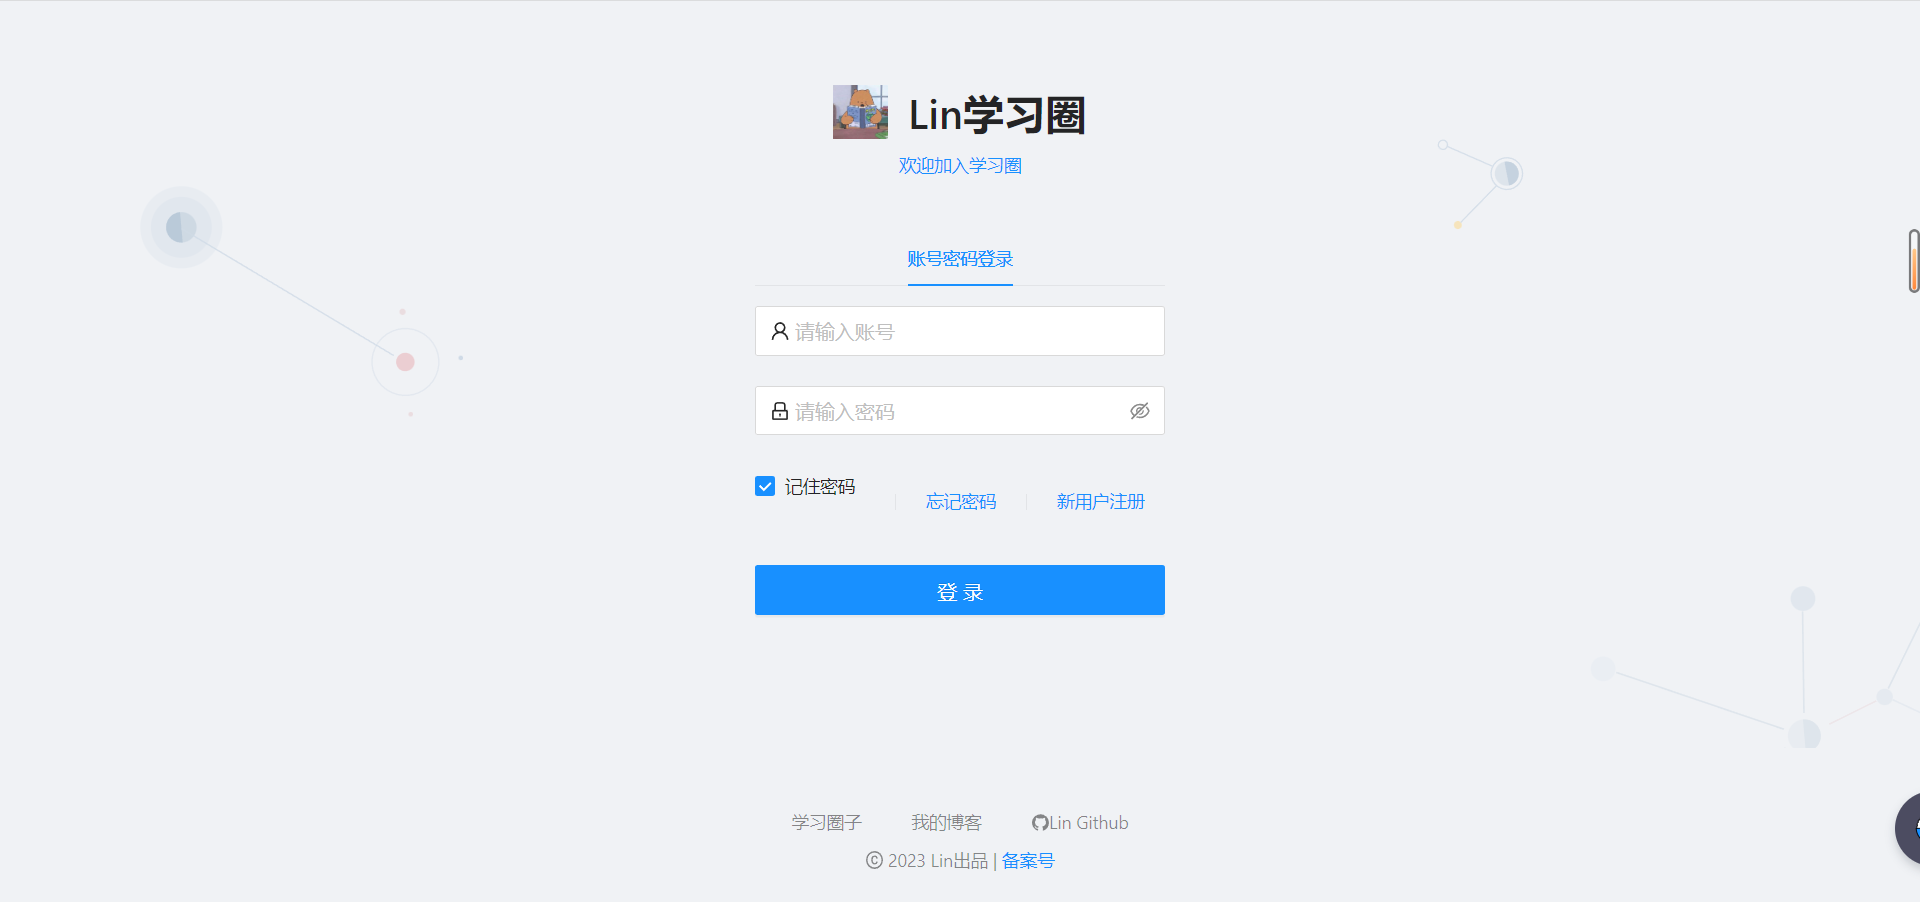 Lin学习圈
欢迎加入学习圈
账号密码登录
请输入账号
请输入密码
记住密码
忘记密码
新用户注册
登 录
学习圈子 我的博客 Lin Github
© 2023 Lin出品 | 备案号